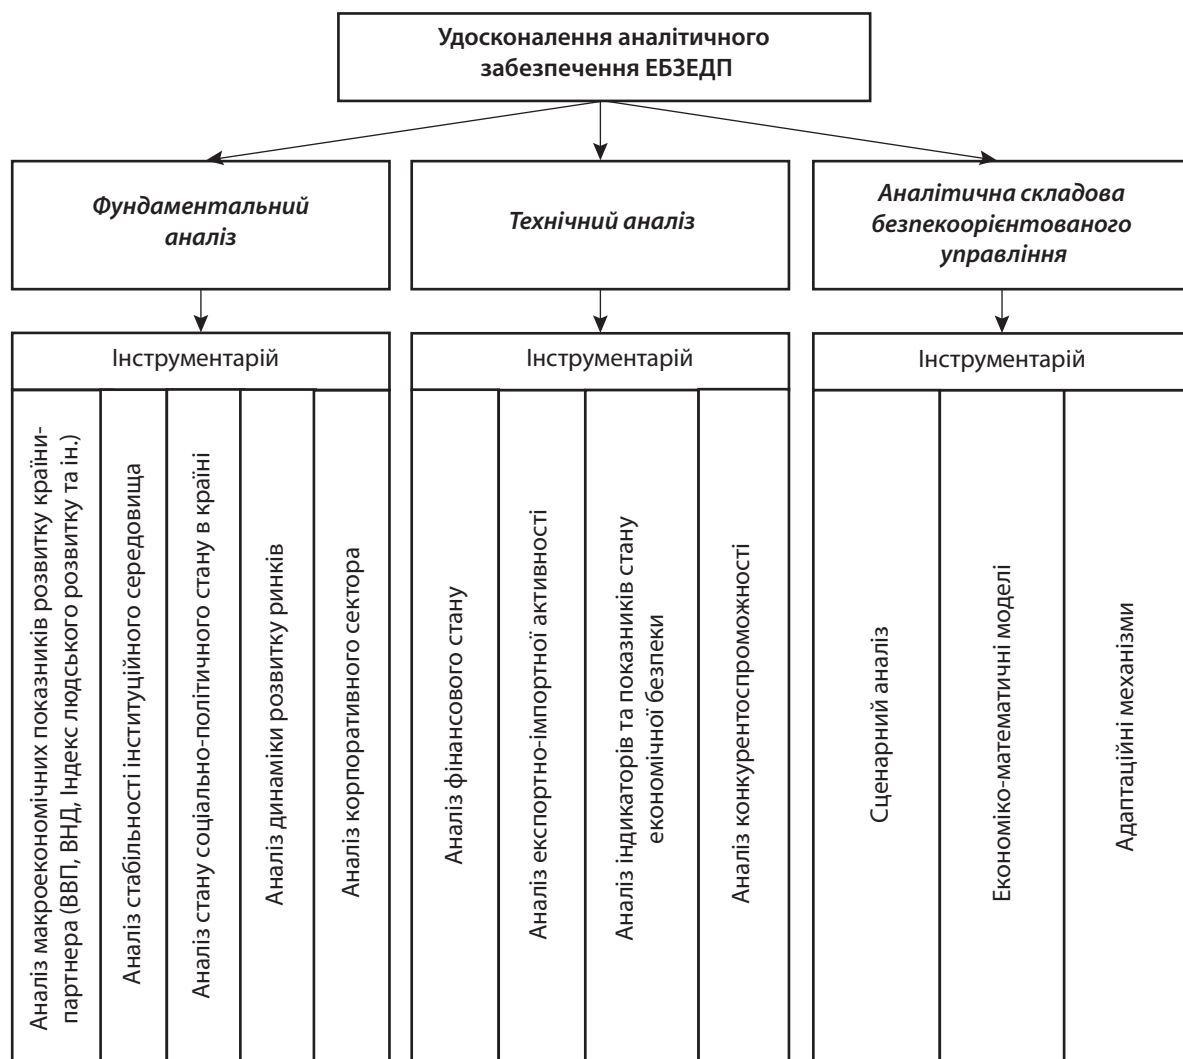 Удосконалення аналітичного
забезпечення ЕБЗЕДП
Фундаментальний
аналіз
Технічний аналіз
Аналітична складова
безпекоорієнтованого
управління
Інструментарій
Інструментарій
Інструментарій
Аналіз макроекономічних показників розвитку країни-
партнера (ВВП, ВНД, Індекс людського розвитку та ін.)
Аналіз стабільності інституційного середовища
Аналіз стану соціально-політичного стану в країні
Аналіз динаміки розвитку ринків
Аналіз корпоративного сектора
Аналіз фінансового стану
Аналіз експортно-імпортної активності
Аналіз індикаторів та показників стану
економічної безпеки
Аналіз конкурентоспроможності
Сценарний аналіз
Економіко-математичні моделі
Адаптаційні механізми